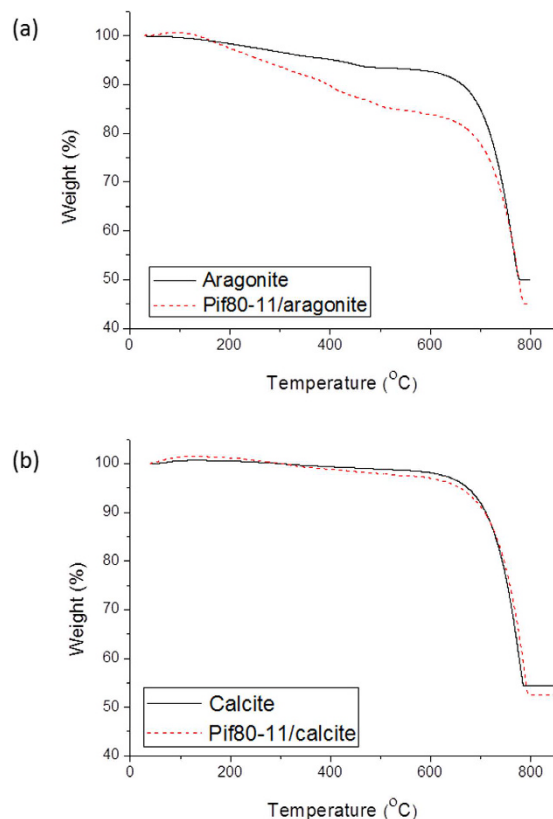 (a)
100
90
80
70
60
50
40
Weight (%)
Aragonite
Pif80-11/aragonite
0 200 400 600 800
Temperature (°C)
(b)
100
90
80
70
60
50
40
Weight (%)
Calcite
Pif80-11/calcite
0 200 400 600 800
Temperature (°C)